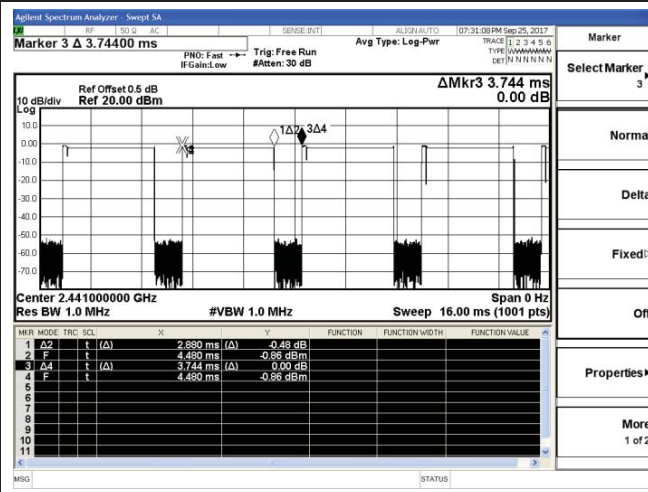 Agilent Spectrum Analyzer - Swept SA
RF 50 Ω AC SENSE:INT ALIGN AUTO 07:31:08 PM Sep 25, 2017
Marker 3 Δ 3.74400 ms
PNO: Fast
IFGain:Low
Trig: Free Run
#Atten: 30 dB
Avg Type: Log-Pwr
TRACE 1 2 3 4 5 6
TYPE
DET N N N N N N
Marker
Select Marker
3
Ref Offset 0.5 dB
10 dB/div Ref 20.00 dBm
Log
ΔMkr3 3.744 ms
0.00 dB
10.0
0.00
-10.0
-20.0
-30.0
-40.0
-50.0
-60.0
-70.0
1Δ2 3Δ4
Center 2.441000000 GHz Span 0 Hz
Res BW 1.0 MHz #VBW 1.0 MHz Sweep 16.00 ms (1001 pts)
MKR MODE TRC SCL X Y FUNCTION FUNCTION WIDTH FUNCTION VALUE
1 Δ2 t (Δ) 2.880 ms (Δ) -0.48 dB
2 F t 4.480 ms -0.86 dBm
3 Δ4 t (Δ) 3.744 ms (Δ) 0.00 dB
4 F t 4.480 ms -0.86 dBm
5
6
7
8
9
10
11
Norma
Delta
Fixed
Off
Properties
More
1 of 2
MSG STATUS